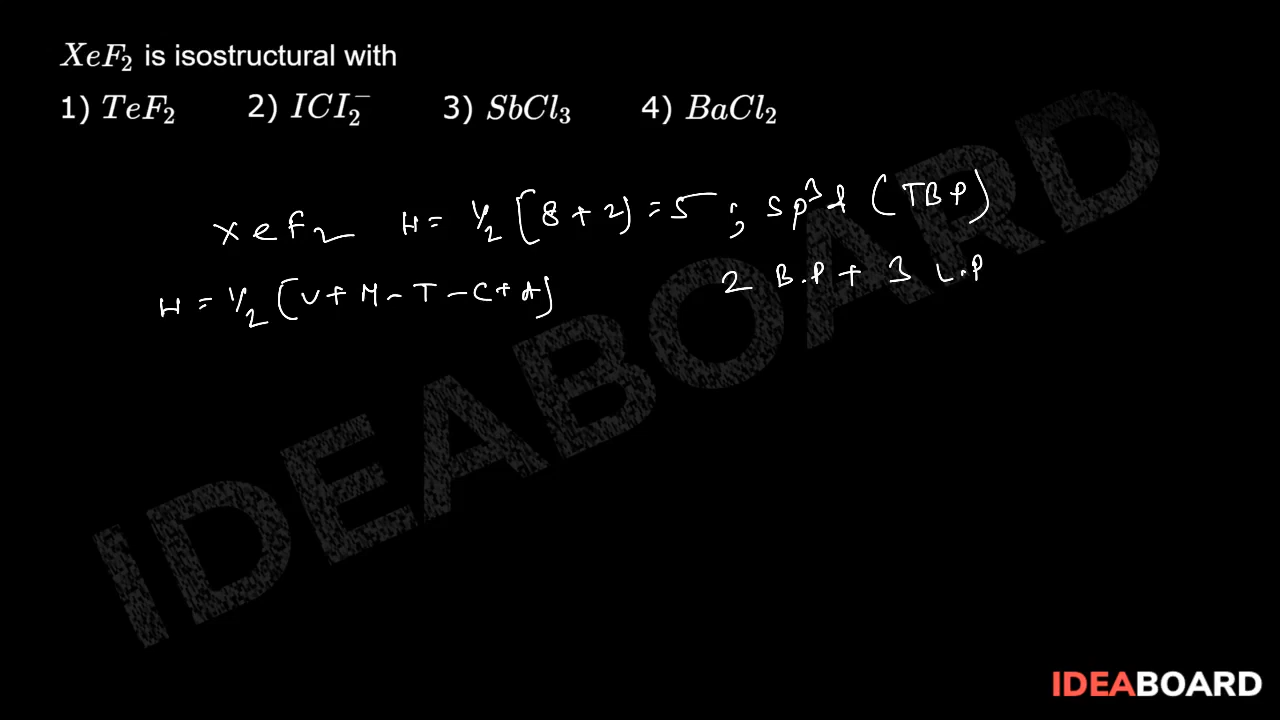 XeF₂ is isostructural with
1) TeF₂ 2) ICI₂⁻ 3) SbCl₃ 4) BaCl₂
XeF₂ H = ½ [8 + 2] = 5 ; sp³d (TBP)
H = ½ [V + M - T - C + A] 2 B.P + 3 L.P
IDEABOARD
IDEABOARD